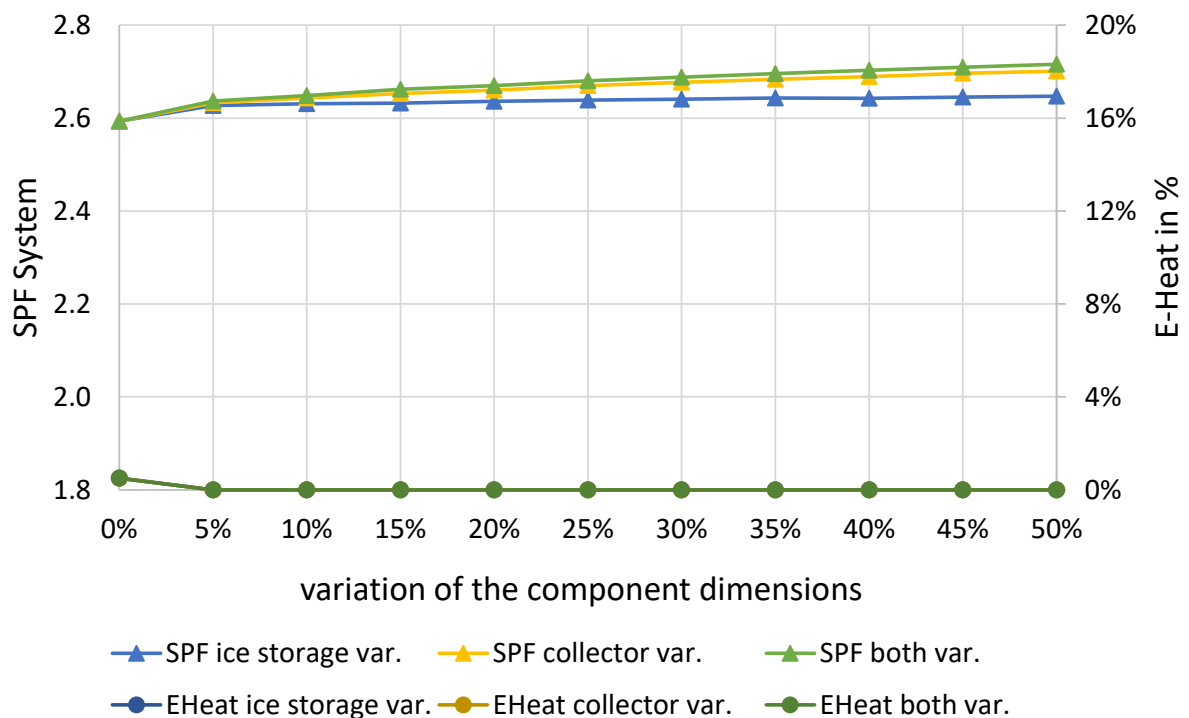 2.8
2.6
2.4
2.2
2.0
1.8
SPF System
20%
16%
12%
8%
4%
0%
E-Heat in %
0% 5% 10% 15% 20% 25% 30% 35% 40% 45% 50%
variation of the component dimensions
SPF ice storage var. SPF collector var. SPF both var.
EHeat ice storage var. EHeat collector var. EHeat both var.